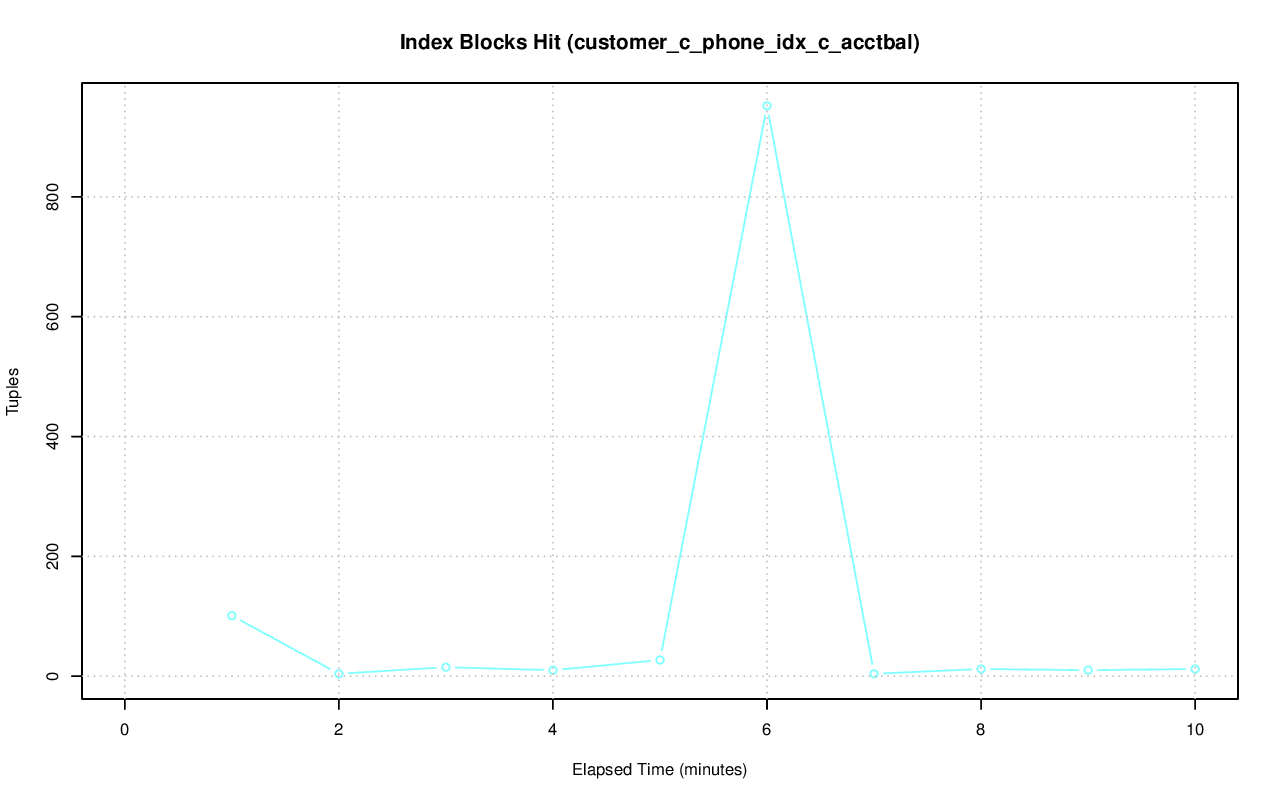 Index Blocks Hit (customer_c_phone_idx_c_acctbal)
Tuples
800
600
400
200
0
0 2 4 6 8 10
Elapsed Time (minutes)